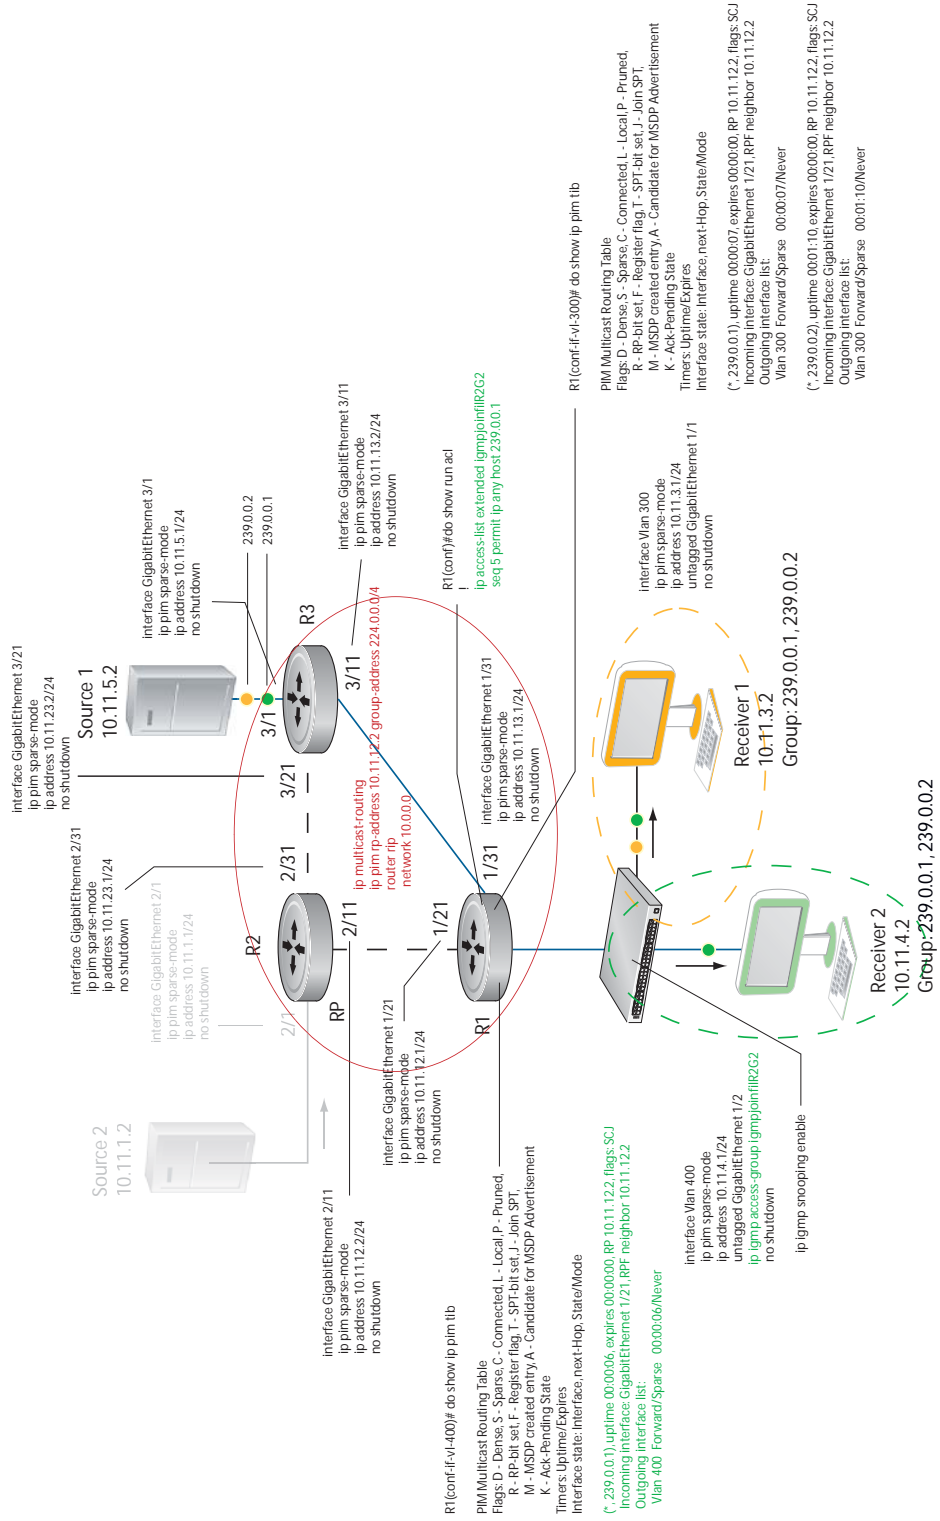 Source 2
10.11.1.2
2/1
interface GigabitEthernet 2/1
ip pim sparse-mode
ip address 10.11.1.1/24
no shutdown
interface GigabitEthernet 2/31
ip pim sparse-mode
ip address 10.11.23.1/24
no shutdown
interface GigabitEthernet 3/21
ip pim sparse-mode
ip address 10.11.23.2/24
no shutdown
Source 1
10.11.5.2
interface GigabitEthernet 3/1
ip pim sparse-mode
ip address 10.11.5.1/24
no shutdown
239.0.0.2
239.0.0.1
R2
2/31
3/21
3/1
R3
RP
2/11
3/11
interface GigabitEthernet 3/11
ip pim sparse-mode
ip address 10.11.13.2/24
no shutdown
ip multicast-routing
ip pim rp-address 10.11.12.2 group-address 224.0.0.0/4
router rip
network 10.0.0.0
interface GigabitEthernet 2/11
ip pim sparse-mode
ip address 10.11.12.2/24
no shutdown
interface GigabitEthernet 1/21
ip pim sparse-mode
ip address 10.11.12.1/24
no shutdown
1/21
R1
1/31
interface GigabitEthernet 1/31
ip pim sparse-mode
ip address 10.11.13.1/24
no shutdown
R1(conf)#do show run acl
!
ip access-list extended igmpjoinfilR2G2
seq 5 permit ip any host 239.0.0.1
R1(conf-if-vl-400)# do show ip pim tib
PIM Multicast Routing Table
Flags: D - Dense, S - Sparse, C - Connected, L - Local, P - Pruned,
R - RP-bit set, F - Register flag, T - SPT-bit set, J - Join SPT,
M - MSDP created entry, A - Candidate for MSDP Advertisement
K - Ack-Pending State
Timers: Uptime/Expires
Interface state: Interface, next-Hop, State/Mode
(*, 239.0.0.1), uptime 00:00:06, expires 00:00:00, RP 10.11.12.2, flags: SCJ
Incoming interface: GigabitEthernet 1/21, RPF neighbor 10.11.12.2
Outgoing interface list:
Vlan 400 Forward/Sparse 00:00:06/Never
R1(conf-if-vl-300)# do show ip pim tib
PIM Multicast Routing Table
Flags: D - Dense, S - Sparse, C - Connected, L - Local, P - Pruned,
R - RP-bit set, F - Register flag, T - SPT-bit set, J - Join SPT,
M - MSDP created entry, A - Candidate for MSDP Advertisement
K - Ack-Pending State
Timers: Uptime/Expires
Interface state: Interface, next-Hop, State/Mode
(*, 239.0.0.1), uptime 00:00:07, expires 00:00:00, RP 10.11.12.2, flags: SCJ
Incoming interface: GigabitEthernet 1/21, RPF neighbor 10.11.12.2
Outgoing interface list:
Vlan 300 Forward/Sparse 00:00:07/Never
(*, 239.0.0.2), uptime 00:01:10, expires 00:00:00, RP 10.11.12.2, flags: SCJ
Incoming interface: GigabitEthernet 1/21, RPF neighbor 10.11.12.2
Outgoing interface list:
Vlan 300 Forward/Sparse 00:01:10/Never
interface Vlan 300
ip pim sparse-mode
ip address 10.11.3.1/24
untagged GigabitEthernet 1/1
no shutdown
interface Vlan 400
ip pim sparse-mode
ip address 10.11.4.1/24
untagged GigabitEthernet 1/2
ip igmp access-group igmpjoinfilR2G2
no shutdown
ip igmp snooping enable
Receiver 1
10.11.3.2
Group: 239.0.0.1, 239.0.0.2
Receiver 2
10.11.4.2
Group: 239.0.0.1, 239.0.0.2